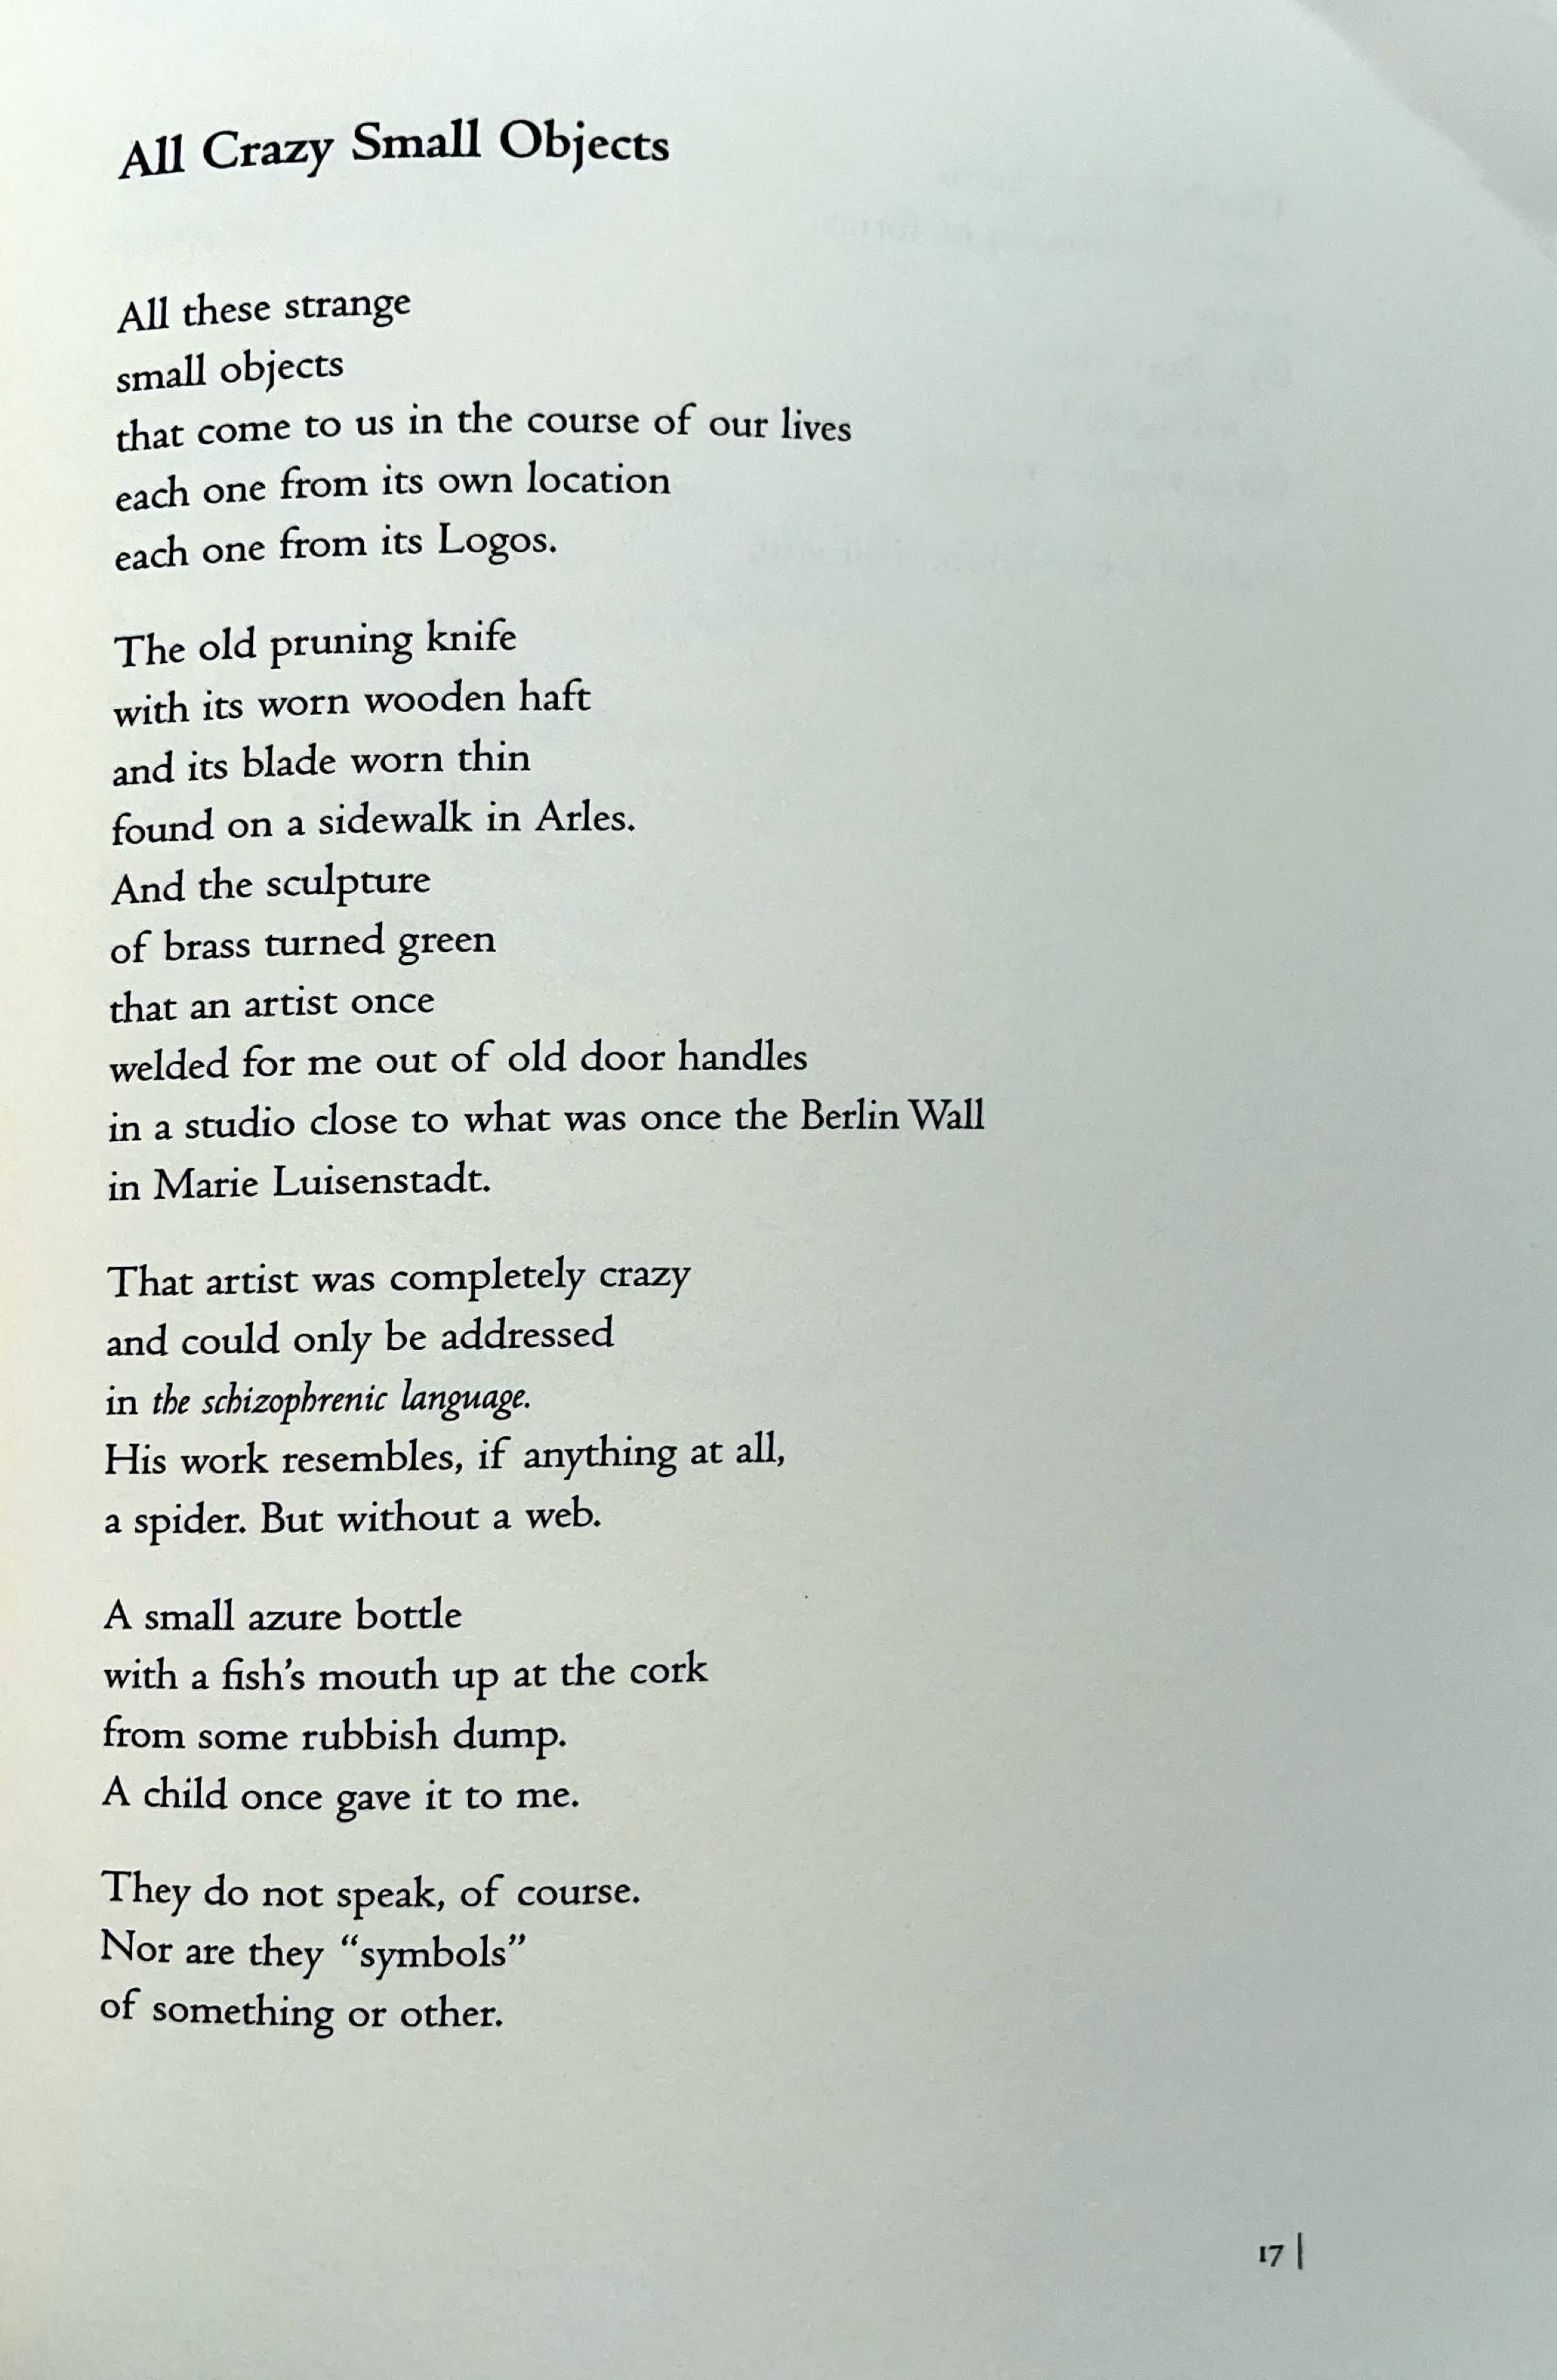 All Crazy Small Objects
All these strange
small objects
that come to us in the course of our lives
each one from its own location
each one from its Logos.
The old pruning knife
with its worn wooden haft
and its blade worn thin
found on a sidewalk in Arles.
And the sculpture
of brass turned green
that an artist once
welded for me out of old door handles
in a studio close to what was once the Berlin Wall
in Marie Luisenstadt.
That artist was completely crazy
and could only be addressed
in the schizophrenic language.
His work resembles, if anything at all,
a spider. But without a web.
A small azure bottle
with a fish's mouth up at the cork
from some rubbish dump.
A child once gave it to me.
They do not speak, of course.
Nor are they “symbols”
of something or other.
17 |